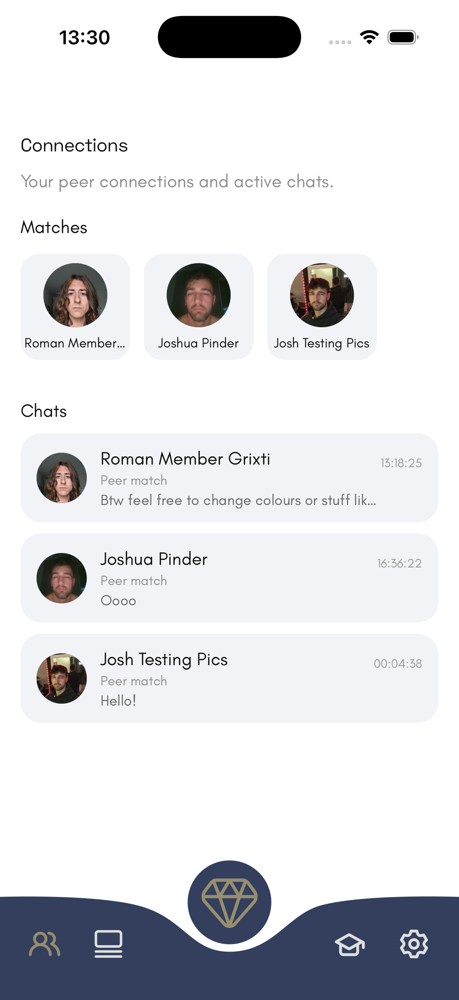 13:30
Connections
Your peer connections and active chats.
Matches
Roman Member...
Joshua Pinder
Josh Testing Pics
Chats
Roman Member Grixti
13:18:25
Peer match
Btw feel free to change colours or stuff lik...
Joshua Pinder
16:36:22
Peer match
Oooo
Josh Testing Pics
00:04:38
Peer match
Hello!